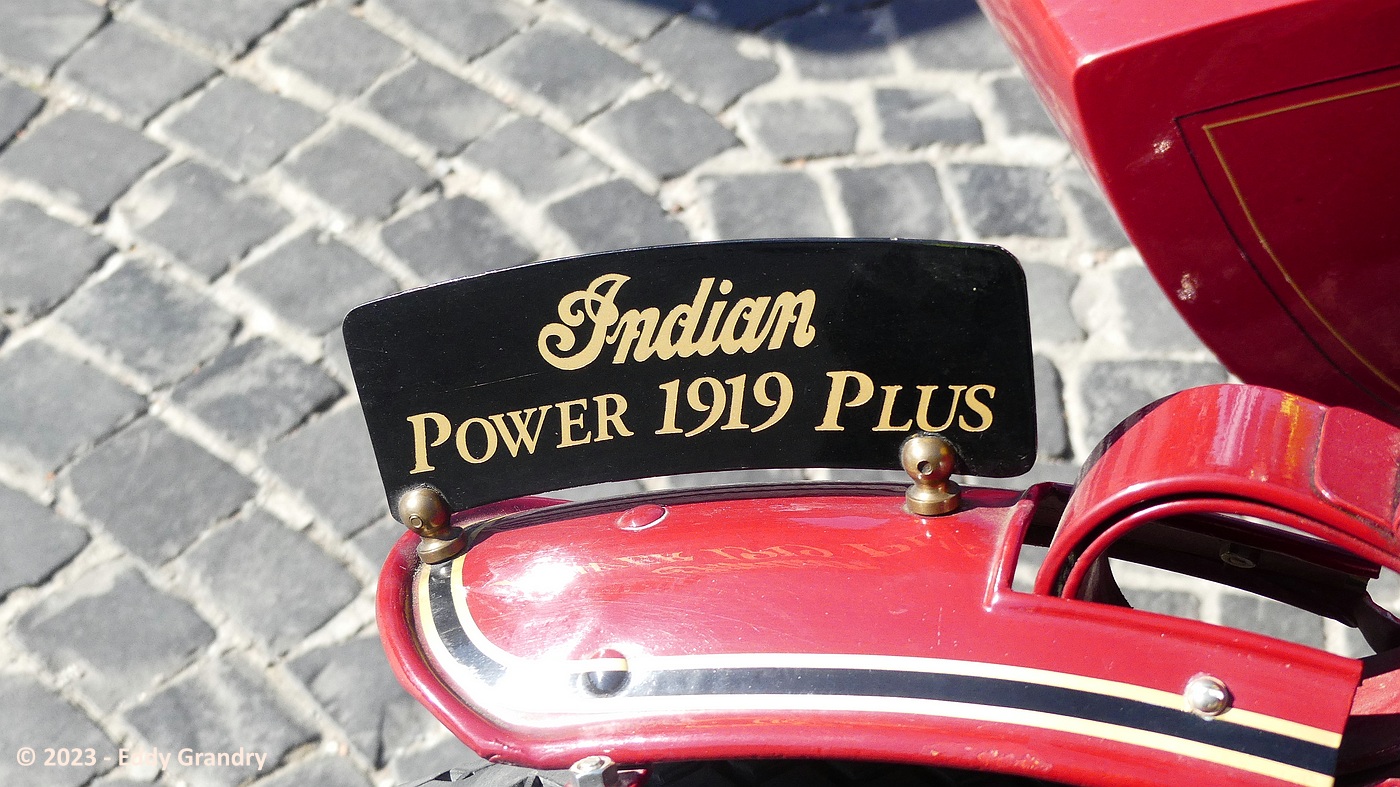 Indian
POWER 1919 PLUS
© 2023 - Eddy Grandry